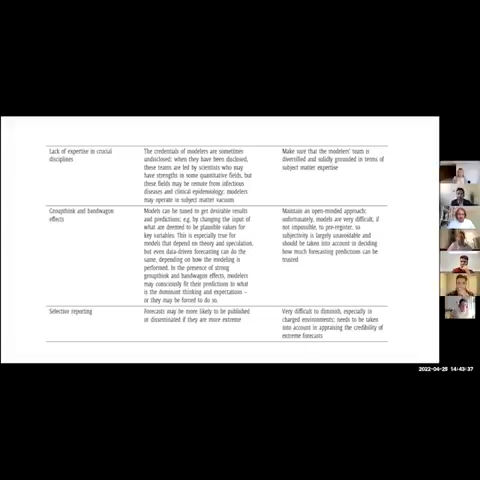 Lack of expertise in crucial
disciplines
The credentials of modelers are sometimes
undisclosed; when they have been disclosed,
these teams are led by scientists who may
have strengths in some quantitative fields, but
these fields may be remote from infectious
diseases and clinical epidemiology; modelers
may operate in subject matter vacuum
Make sure that the modelers' team is
diversified and solidly grounded in terms of
subject matter expertise
Groupthink and bandwagon
effects
Models can be tuned to get desirable results
and predictions; e.g. by changing the input of
what are deemed to be plausible values for
key variables. This is especially true for
models that depend on theory and speculation,
but even data-driven forecasting can do the
same, depending on how the modeling is
performed. In the presence of strong
groupthink and bandwagon effects, modelers
may consciously fit their predictions to what
is the dominant thinking and expectations –
or they may be forced to do so.
Maintain an open-minded approach;
unfortunately, models are very difficult, if
not impossible, to pre-register, so
subjectivity is largely unavoidable and
should be taken into account in deciding
how much forecasting predictions can be
trusted
Selective reporting
Forecasts may be more likely to be published
or disseminated if they are more extreme
Very difficult to diminish, especially in
charged environments; needs to be taken
into account in appraising the credibility of
extreme forecasts
2022-04-25 14:43:37